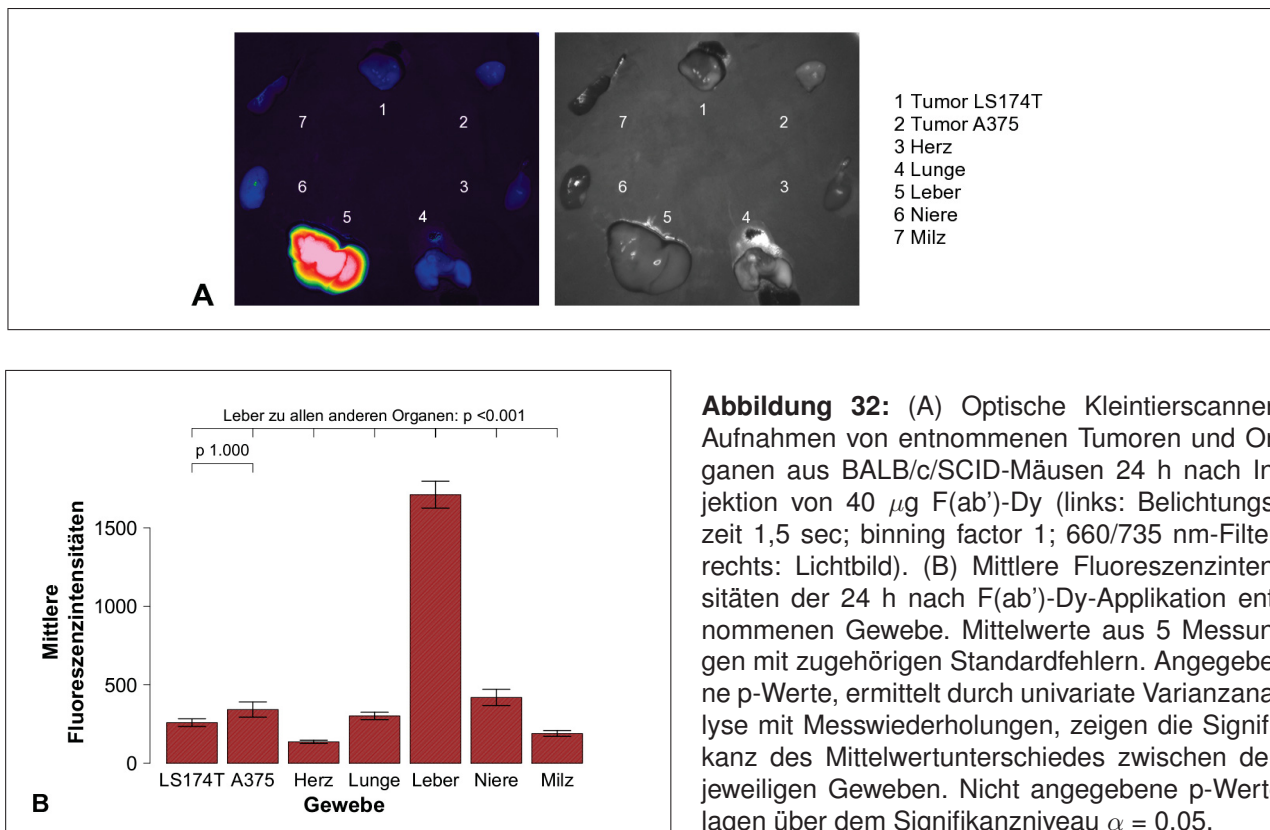 1
2
3
4
5
6
7
1
2
3
4
5
6
7
1 Tumor LS174T
2 Tumor A375
3 Herz
4 Lunge
5 Leber
6 Niere
7 Milz
A
Leber zu allen anderen Organen: p <0.001
p 1.000
Mittlere
Fluoreszenzintensitäten
1500
1000
500
0
LS174T A375 Herz Lunge Leber Niere Milz
Gewebe
B
Abbildung 32: (A) Optische Kleintierscanner
Aufnahmen von entnommenen Tumoren und Or
ganen aus BALB/c/SCID-Mäusen 24 h nach In
jektion von 40 µg F(ab')-Dy (links: Belichtungs
zeit 1,5 sec; binning factor 1; 660/735 nm-Filte
rechts: Lichtbild). (B) Mittlere Fluoreszenzinten
sitäten der 24 h nach F(ab')-Dy-Applikation ent
nommenen Gewebe. Mittelwerte aus 5 Messun
gen mit zugehörigen Standardfehlern. Angegebe
ne p-Werte, ermittelt durch univariate Varianzana
lyse mit Messwiederholungen, zeigen die Signifi
kanz des Mittelwertunterschiedes zwischen de
jeweiligen Geweben. Nicht angegebene p-Wert
lagen über dem Signifikanzniveau α = 0.05.